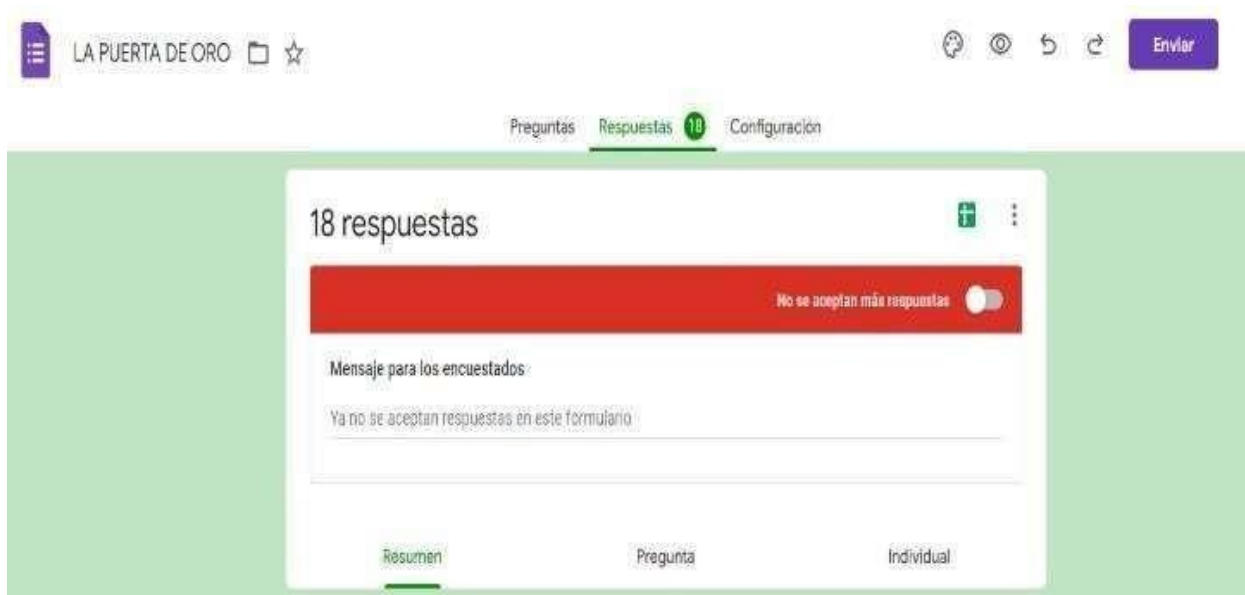 LA PUERTA DE ORO
Enviar
Preguntas Respuestas 18 Configuración
18 respuestas
No se aceptan más respuestas
Mensaje para los encuestados
Ya no se aceptan respuestas en este formulario
Resumen Pregunta Individual